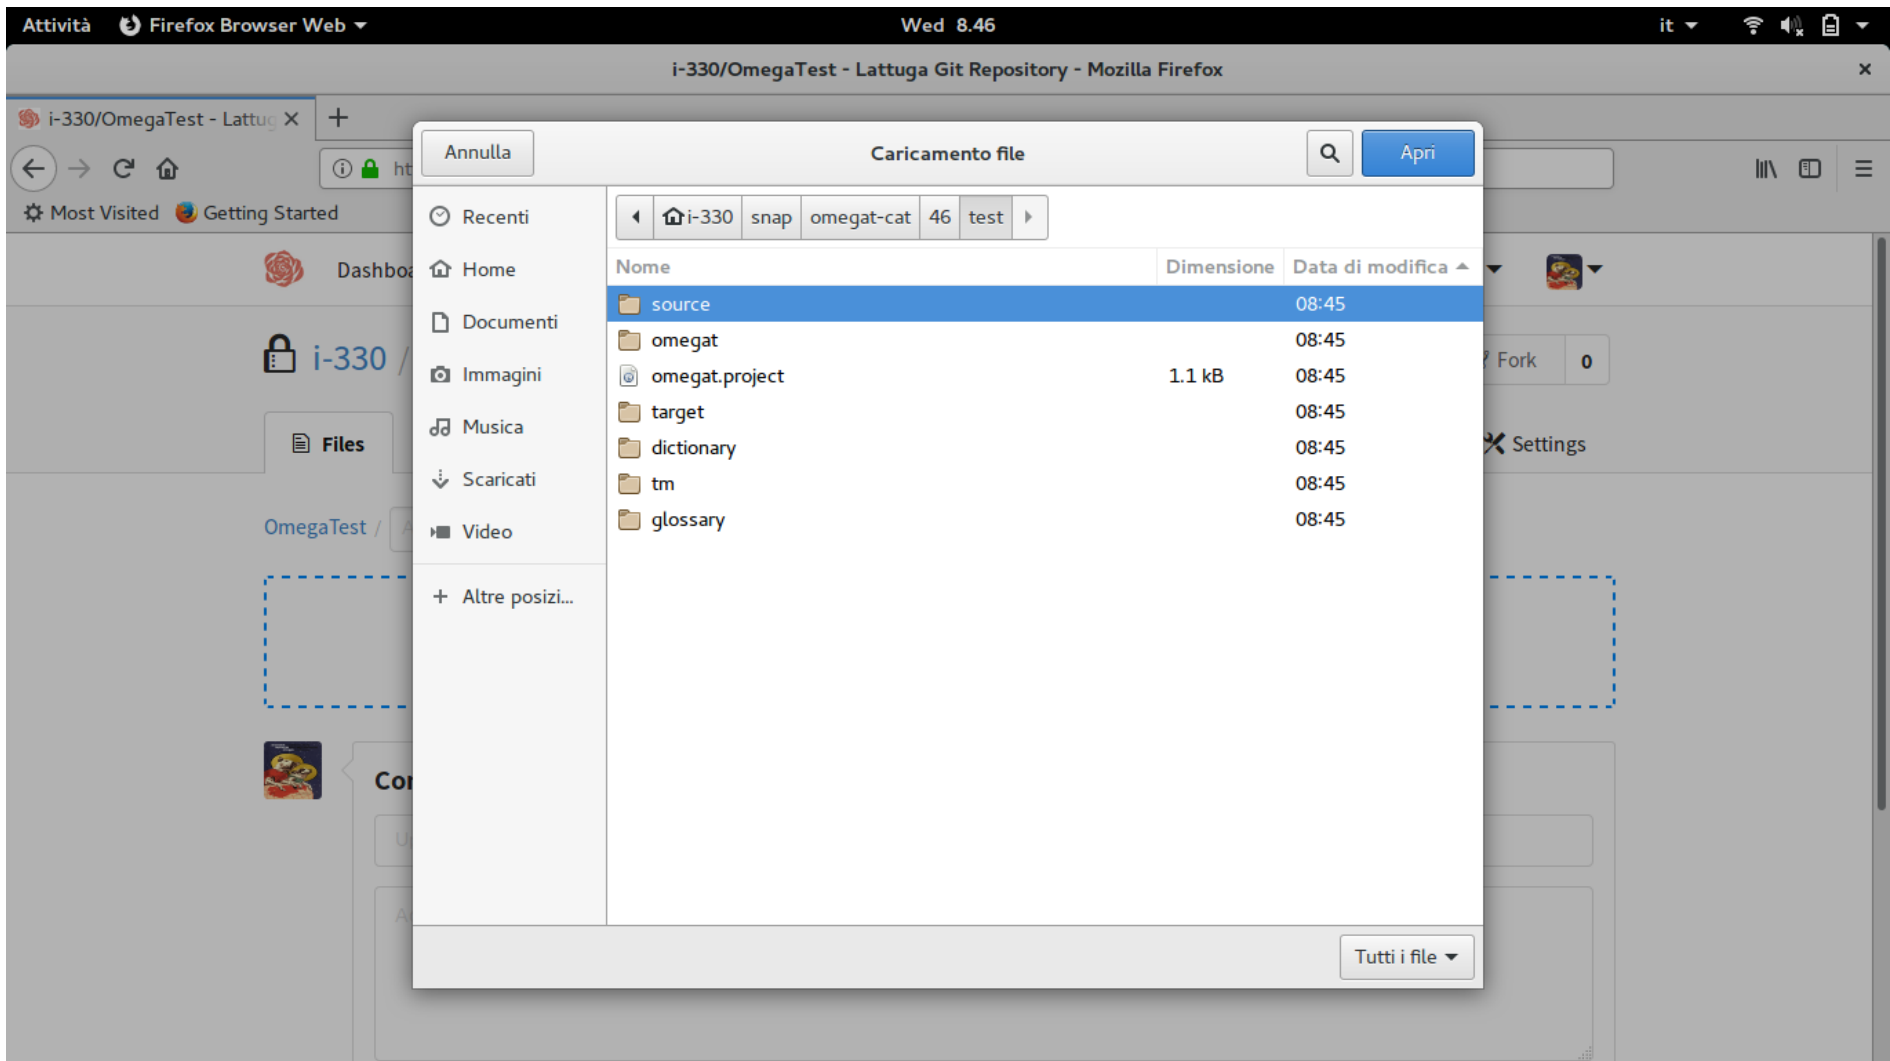 Attività Firefox Browser Web Wed 8.46 it
i-330/OmegaTest - Lattuga Git Repository - Mozilla Firefox
i-330/OmegaTest - Lattug
Most Visited Getting Started
Annulla Caricamento file Apri
Recenti
Home
Documenti
Immagini
Musica
Scaricati
Video
Altre posizi...
i-330 snap omegat-cat 46 test
Nome Dimensione Data di modifica
source 08:45
omegat 08:45
omegat.project 1.1 kB 08:45
target 08:45
dictionary 08:45
tm 08:45
glossary 08:45
Tutti i file
i-330 /
Fork 0
Files
Settings
OmegaTest /